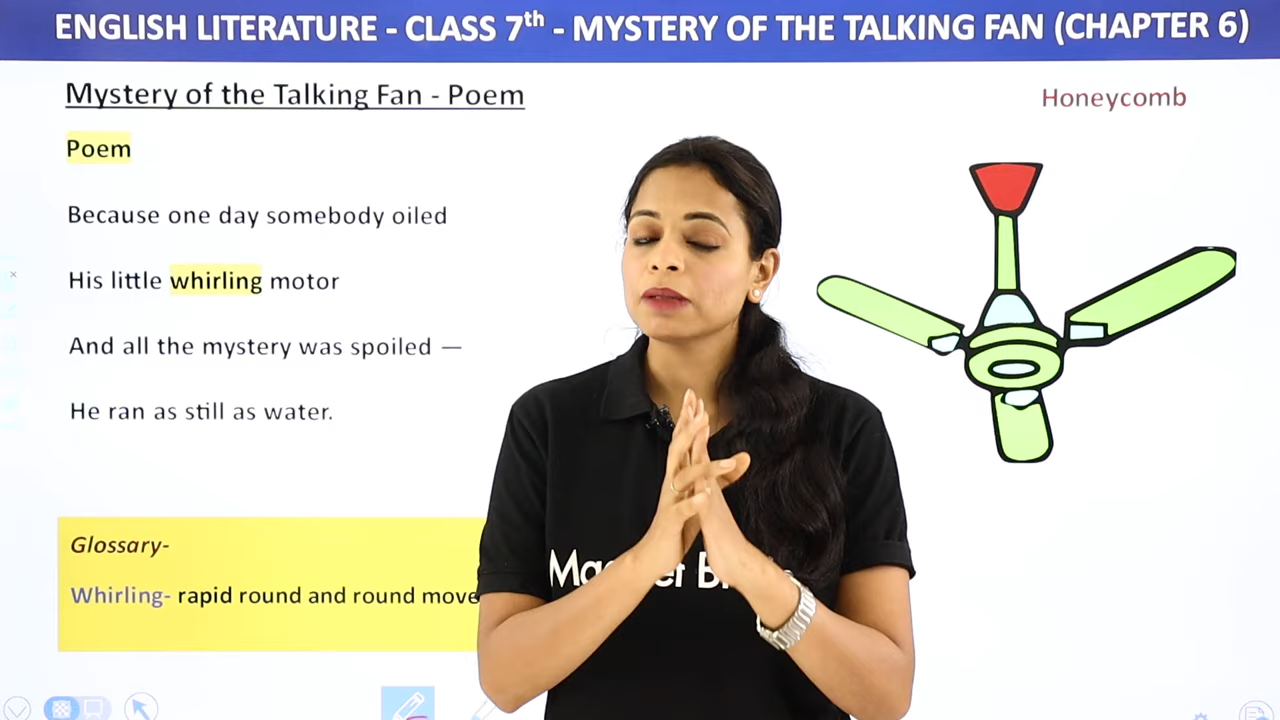 ENGLISH LITERATURE - CLASS 7th - MYSTERY OF THE TALKING FAN (CHAPTER 6)
Mystery of the Talking Fan - Poem
Honeycomb
Poem
Because one day somebody oiled
His little whirling motor
And all the mystery was spoiled —
He ran as still as water.
Glossary-
Whirling- rapid round and round move